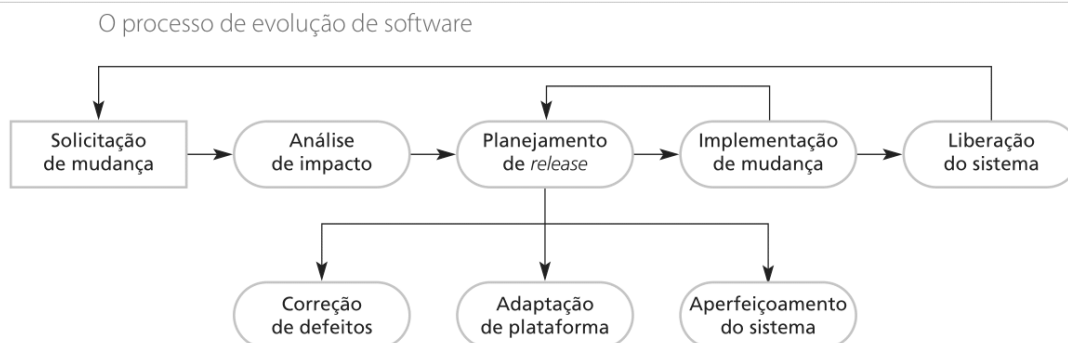 O processo de evolução de software
Solicitação
de mudança
Análise
de impacto
Planejamento
de release
Implementação
de mudança
Liberação
do sistema
Correção
de defeitos
Adaptação
de plataforma
Aperfeiçoamento
do sistema